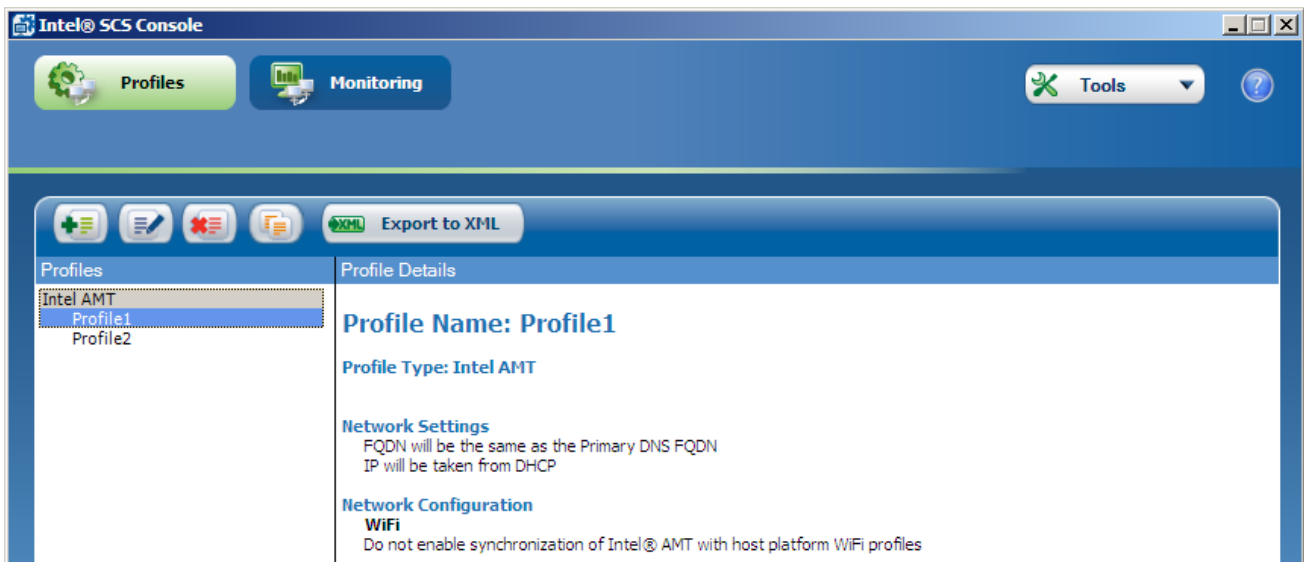 Intel® SCS Console
Profiles
Monitoring
Tools
?
XML
Export to XML
Profiles
Profile Details
Intel AMT
Profile1
Profile2
Profile Name: Profile1
Profile Type: Intel AMT
Network Settings
FQDN will be the same as the Primary DNS FQDN
IP will be taken from DHCP
Network Configuration
WiFi
Do not enable synchronization of Intel® AMT with host platform WiFi profiles